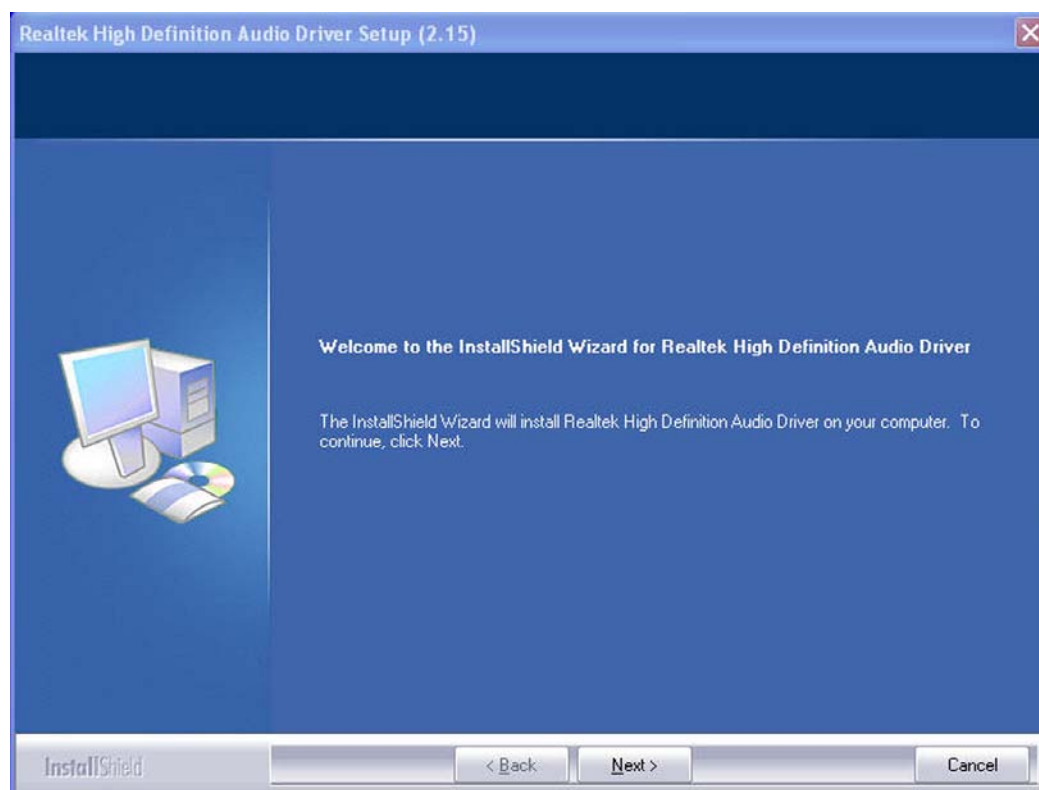 Realtek High Definition Audio Driver Setup (2.15)
Welcome to the InstallShield Wizard for Realtek High Definition Audio Driver
The InstallShield Wizard will install Realtek High Definition Audio Driver on your computer. To
continue, click Next.
InstallShield
< Back
Next >
Cancel